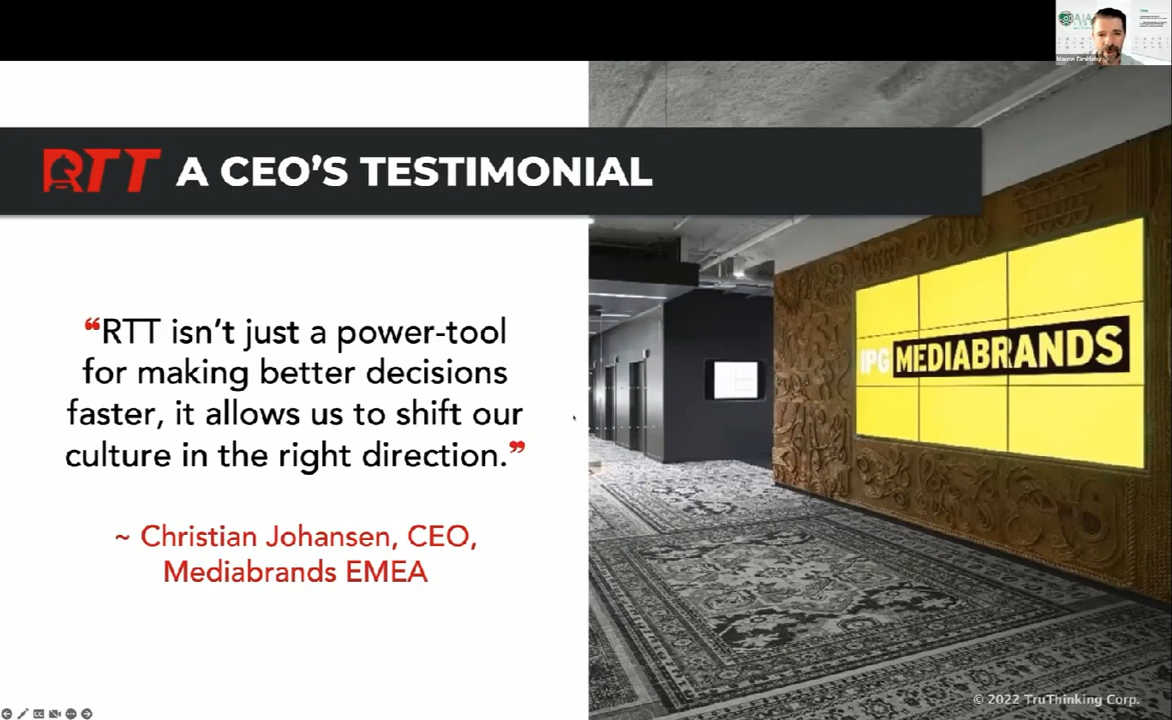 RTT A CEO'S TESTIMONIAL
“RTT isn't just a power-tool
for making better decisions
faster, it allows us to shift our
culture in the right direction.”
~ Christian Johansen, CEO,
Mediabrands EMEA
IPG MEDIABRANDS
© 2022 TruThinking Corp.